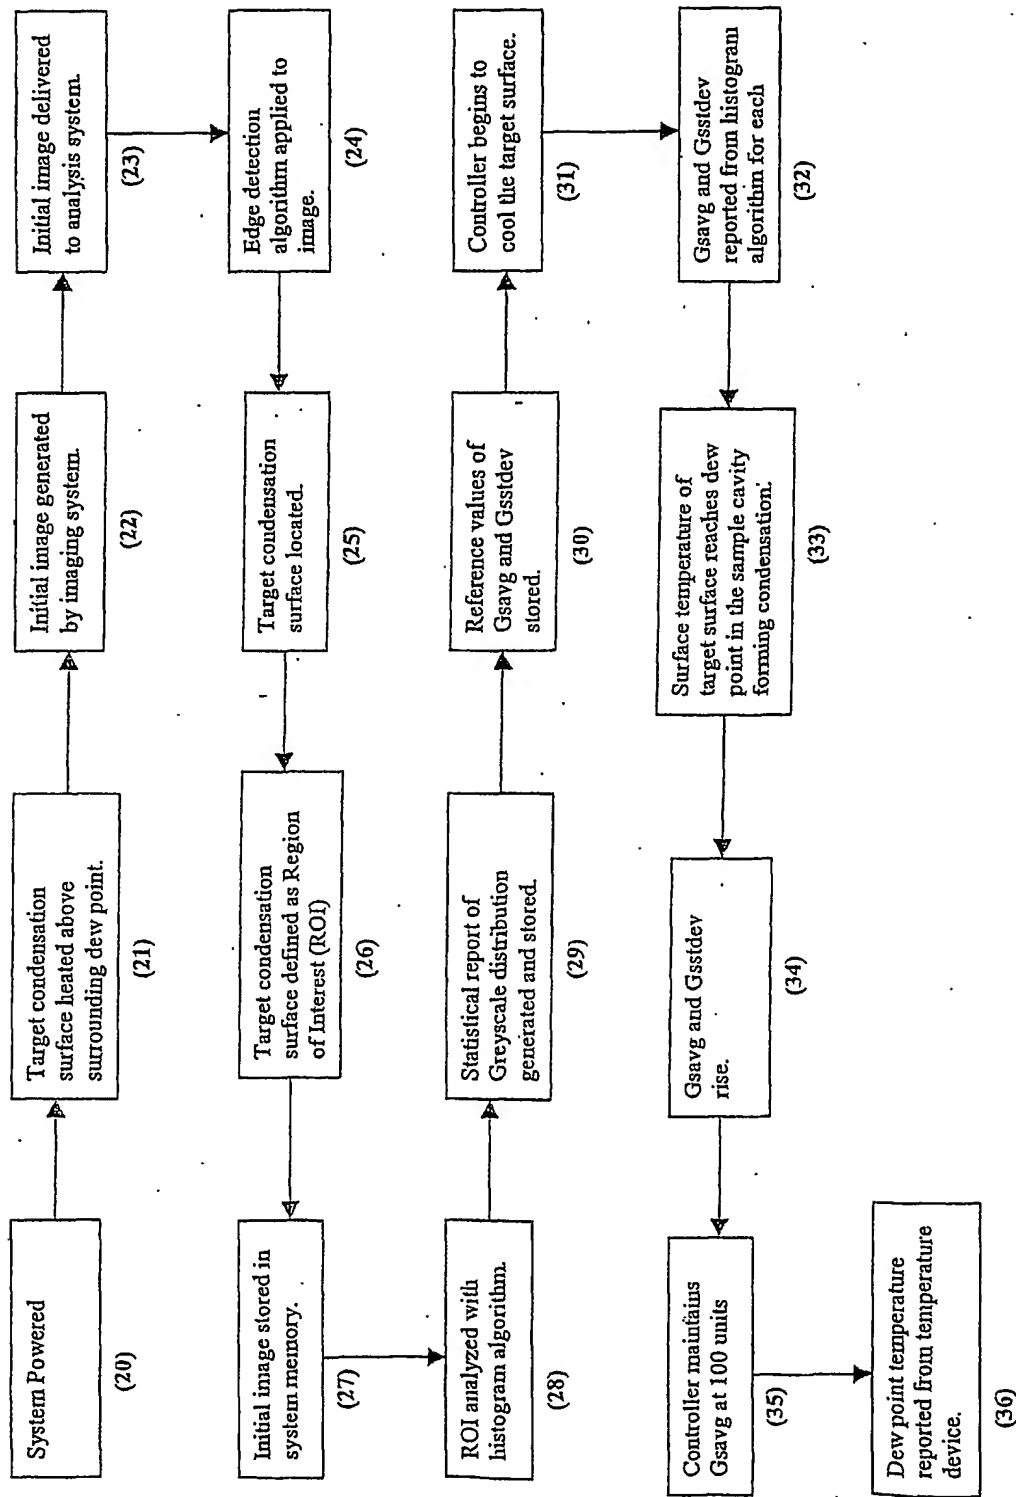 System Powered
(20)
Target condensation
surface heated above
surrounding dew point.
(21)
Initial image generated
by imaging system.
(22)
Initial image delivered
to analysis system.
(23)
Edge detection
algorithm applied to
image.
(24)
Target condensation
surface located.
(25)
Target condensation
surface defined as Region
of Interest (ROI)
(26)
Initial image stored in
system memory.
(27)
ROI analyzed with
histogram algorithm.
(28)
Statistical report of
Greyscale distribution
generated and stored.
(29)
Reference values of
Gsavg and Gsstdev
stored.
(30)
Controller begins to
cool the target surface.
(31)
Gsavg and Gsstdev
reported from histogram
algorithm for each
(32)
Surface temperature of
target surface reaches dew
point in the sample cavity
forming condensation.
(33)
Gsavg and Gsstdev
rise.
(34)
Controller maintains
Gsavg at 100 units
(35)
Dew point temperature
reported from temperature
device.
(36)